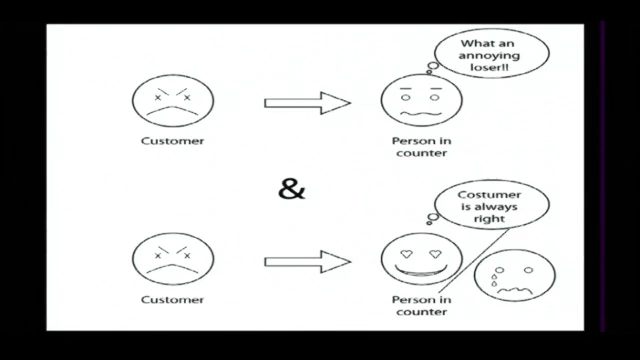 What an
annoying
loser!!
Customer
Person in
counter
&
Costumer
is always
right
Customer
Person in
counter